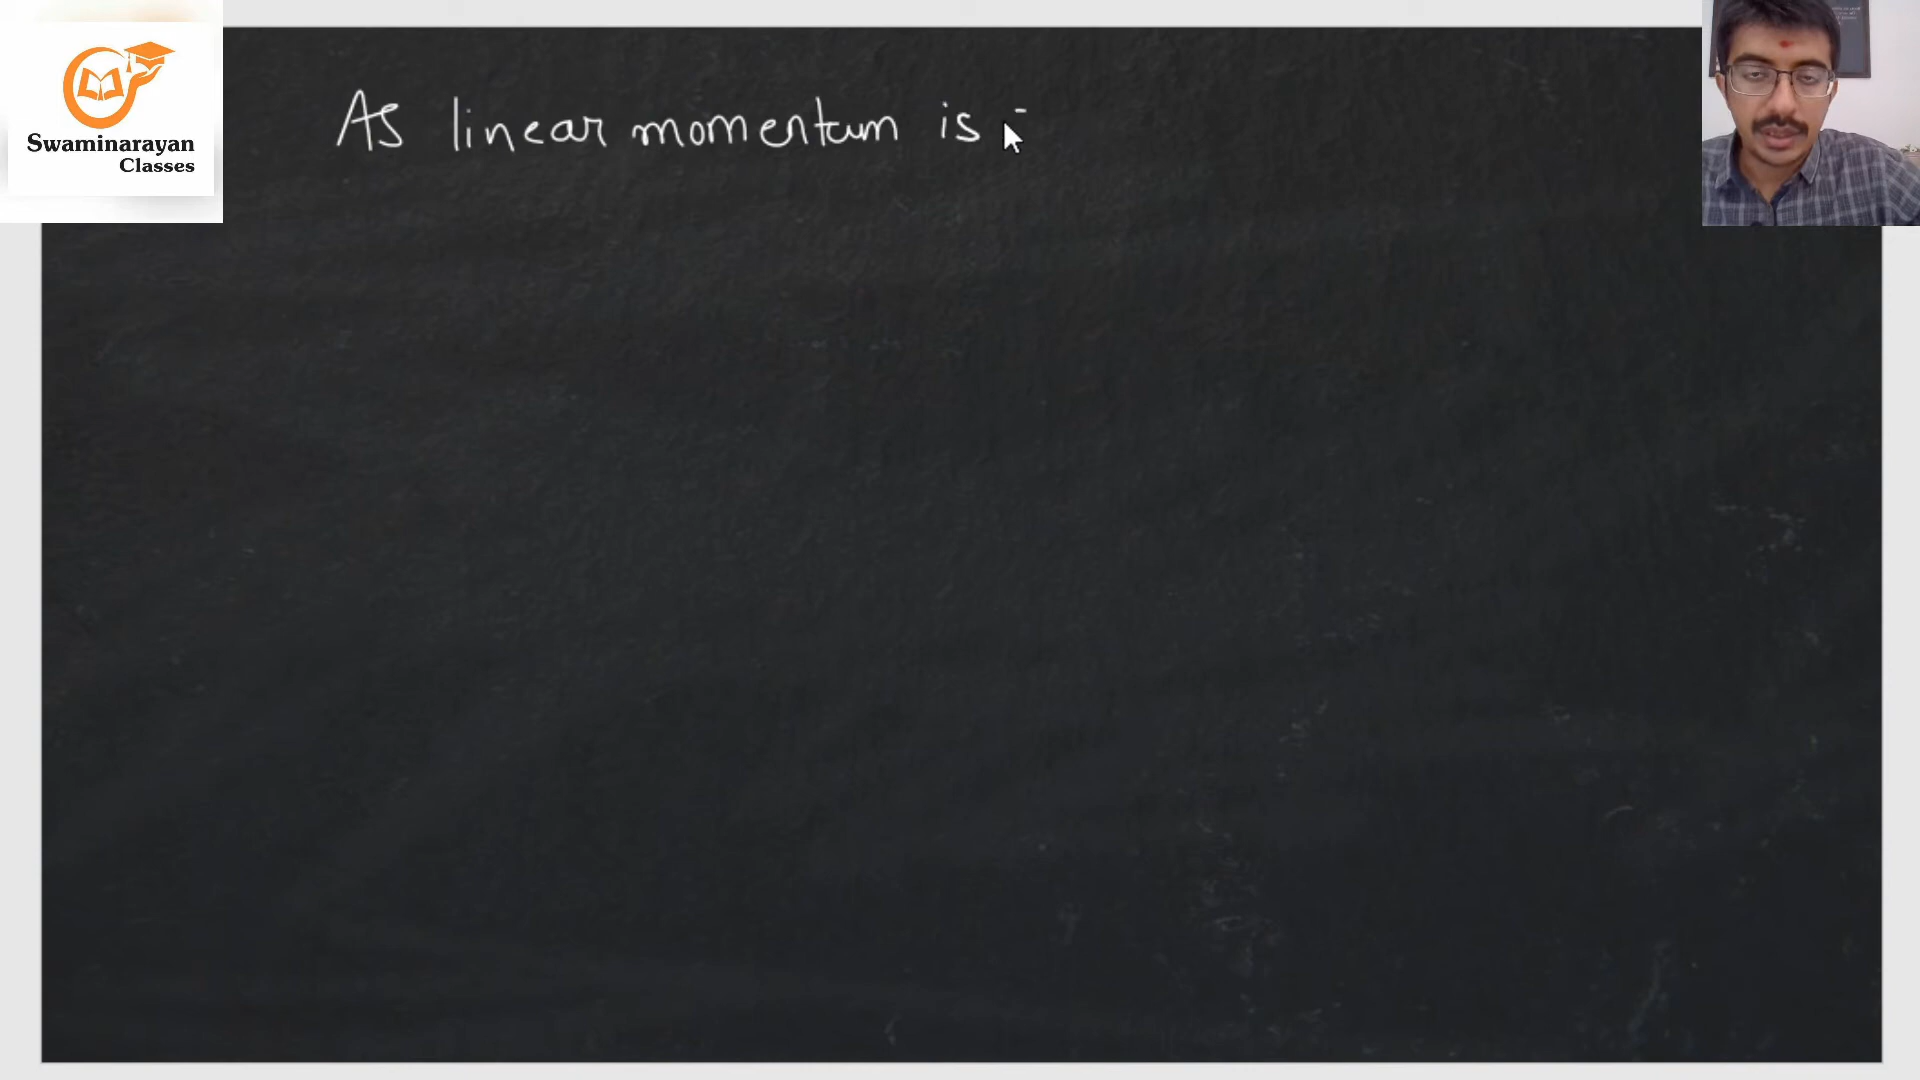 Swaminarayan
Classes
As linear momentum is